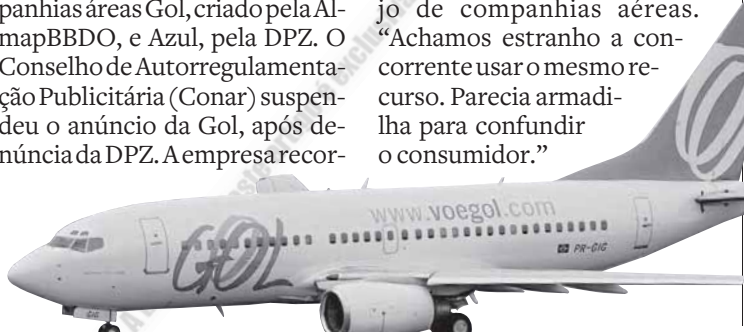 panhias áreas Gol, criado pela Al-
mapBBDO, e Azul, pela DPZ. O
Conselho de Autorregulamenta-
ção Publicitária (Conar) suspen-
deu o anúncio da Gol, após de-
núncia da DPZ. A empresa recor-
jo de companhias aéreas.
“Achamos estranho a con-
corrente usar o mesmo re-
curso. Parecia armadi-
lha para confundir
o consumidor.”
www.voegol.com
GOL
PR-GIG
GIG